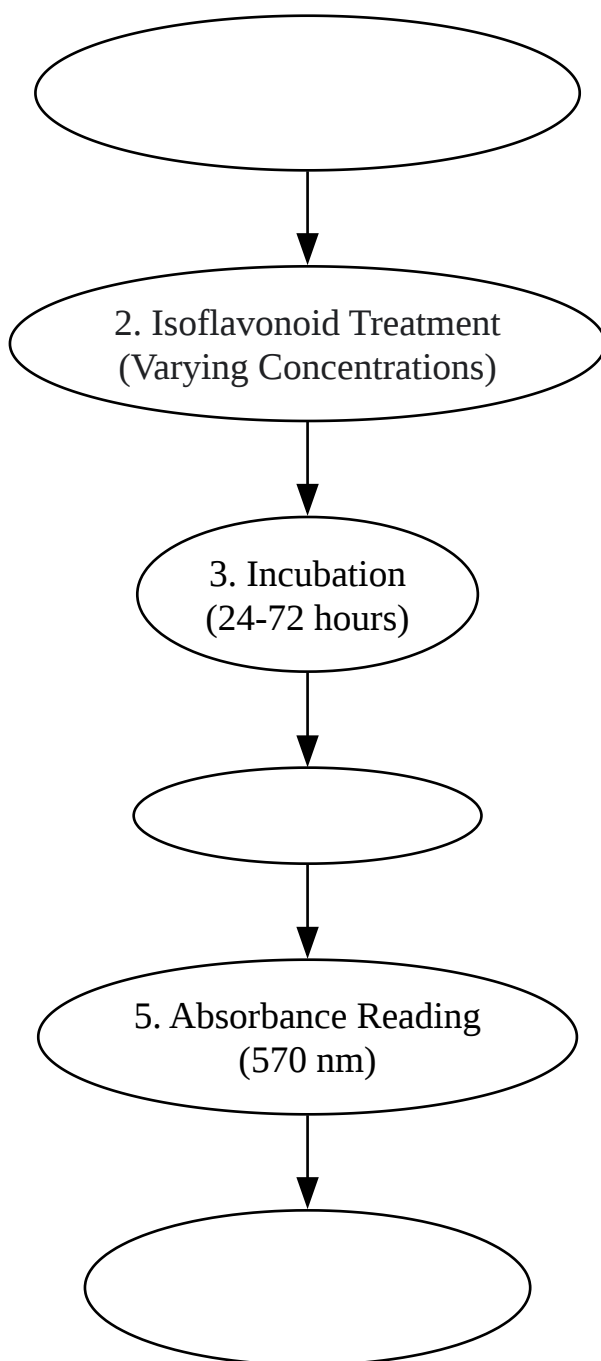 2. Isoflavonoid Treatment
(Varying Concentrations)
3. Incubation
(24-72 hours)
5. Absorbance Reading
(570 nm)